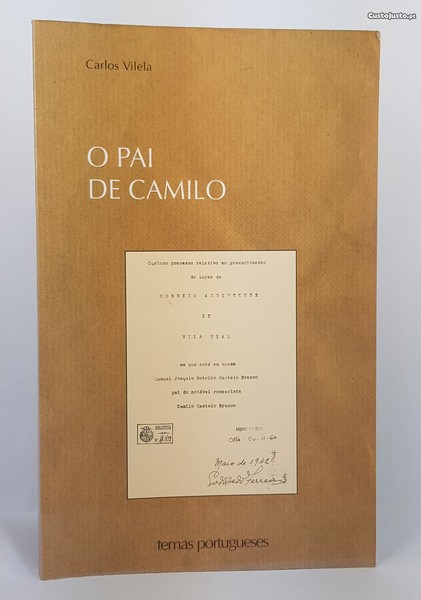 CustoJusto.pt
Carlos Vilela
O PAI
DE CAMILO
Curioso processo relativo ao preenchimento
do lugar de
CORREIO ASSISTENTE
DE
VILA REAL
em que está em causa
Manuel Joaquim Botelho Castelo Branco
pai do notável romancista
Camilo Castelo Branco
Maio de 1942
Godofredo Ferreira
temas portugueses